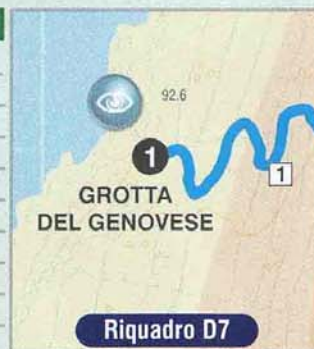 92.6
1
1
GROTTA
DEL GENOVESE
Riquadro D7